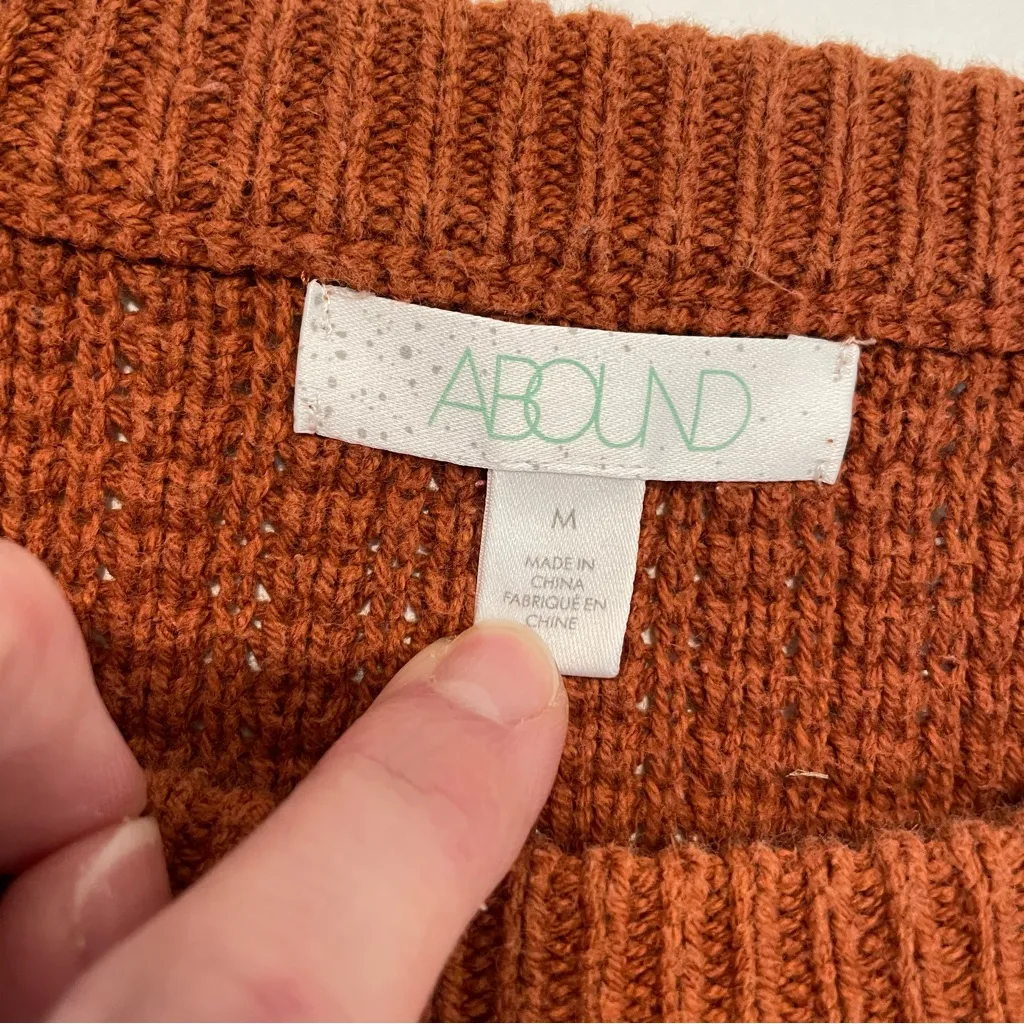 ABOUND
M
MADE IN
CHINA
FABRIQUÉ EN
CHINE